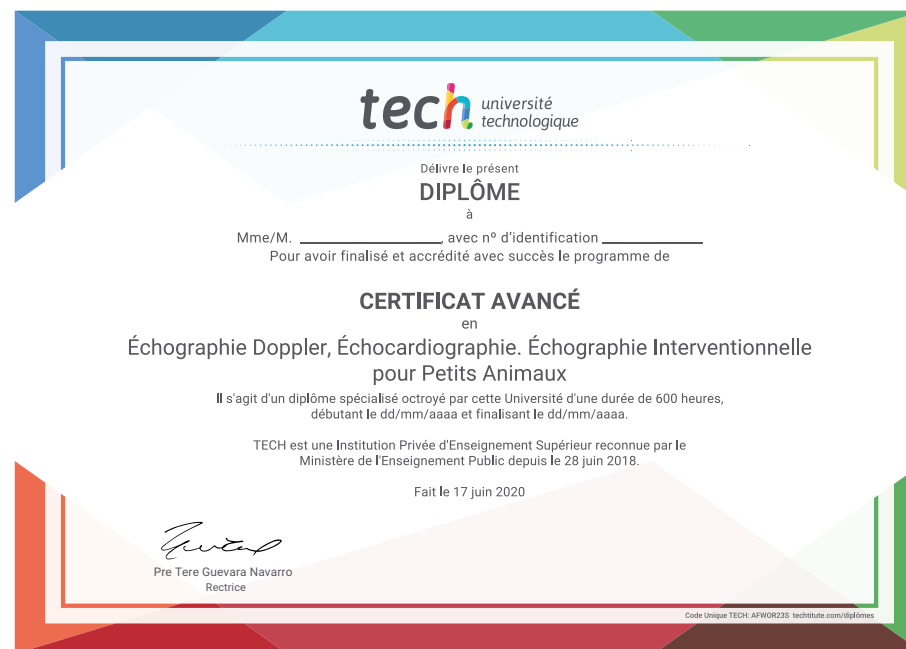 tech université
technologique
Délivre le présent
DIPLÔME
à
Mme/M. ____________________, avec nº d'identification ______________
Pour avoir finalisé et accrédité avec succès le programme de
CERTIFICAT AVANCÉ
en
Échographie Doppler, Échocardiographie. Échographie Interventionnelle
pour Petits Animaux
Il s'agit d'un diplôme spécialisé octroyé par cette Université d'une durée de 600 heures,
débutant le dd/mm/aaaa et finalisant le dd/mm/aaaa.
TECH est une Institution Privée d'Enseignement Supérieur reconnue par le
Ministère de l'Enseignement Public depuis le 28 juin 2018.
Fait le 17 juin 2020
Pre Tere Guevara Navarro
Rectrice
Code Unique TECH: AFWOR23S techtitute.com/diplômes